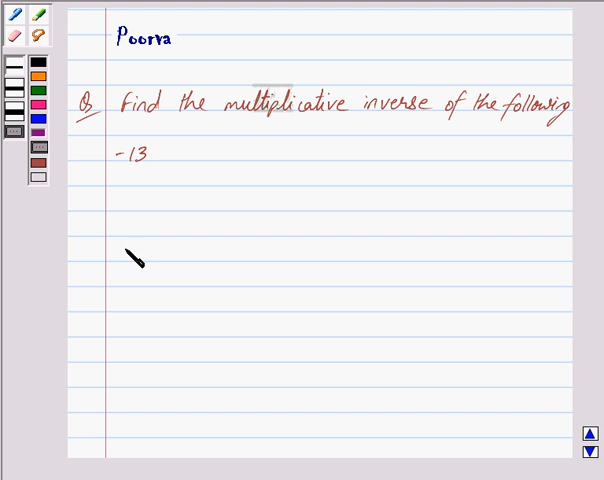 Poorva
Q Find the multiplicative inverse of the following
-13